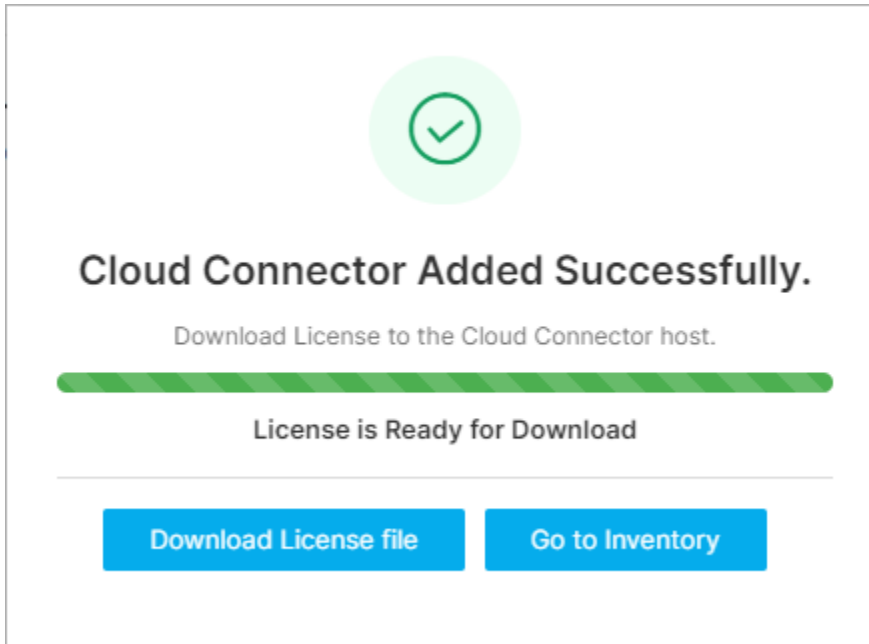 Cloud Connector Added Successfully.
Download License to the Cloud Connector host.
License is Ready for Download
Download License file
Go to Inventory